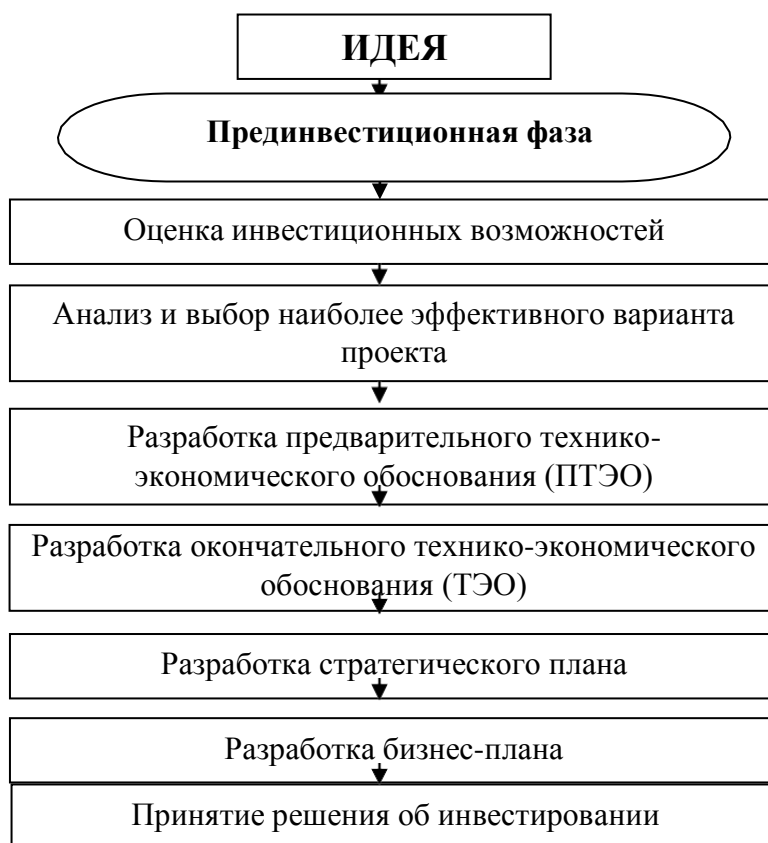 ИДЕЯ
Прединвестиционная фаза
Оценка инвестиционных возможностей
Анализ и выбор наиболее эффективного варианта
проекта
Разработка предварительного технико-
экономического обоснования (ПТЭО)
Разработка окончательного технико-экономического
обоснования (ТЭО)
Разработка стратегического плана
Разработка бизнес-плана
Принятие решения об инвестировании